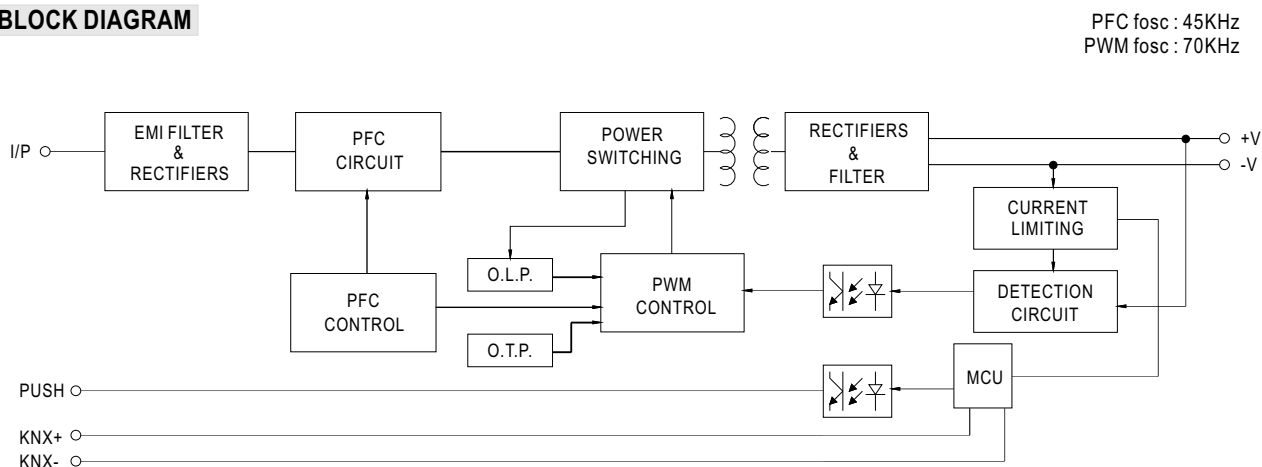 BLOCK DIAGRAM
PFC fosc : 45KHz
PWM fosc : 70KHz
I/P
EMI FILTER
&
RECTIFIERS
PFC
CIRCUIT
POWER
SWITCHING
RECTIFIERS
&
FILTER
+V
-V
CURRENT
LIMITING
O.L.P.
PFC
CONTROL
PWM
CONTROL
DETECTION
CIRCUIT
O.T.P.
MCU
PUSH
KNX+
KNX-